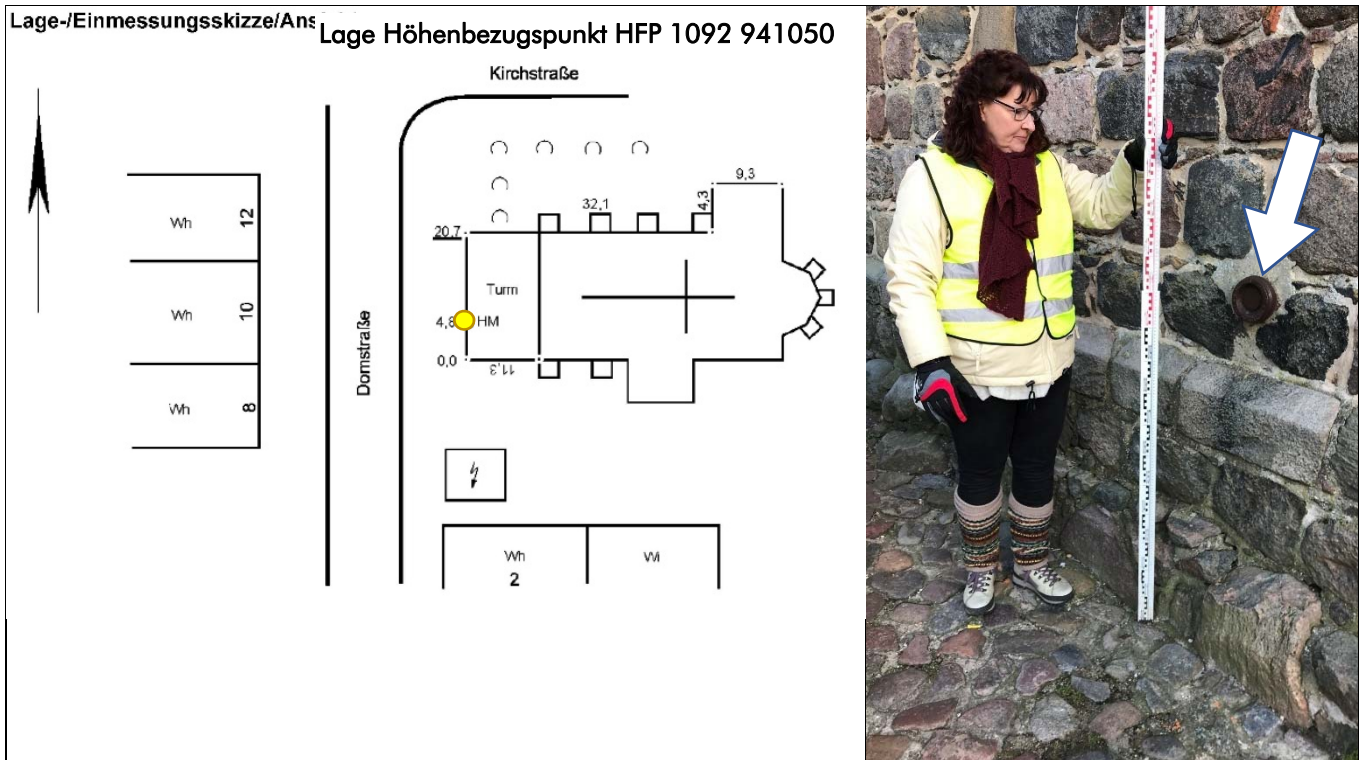 Lage-/Einmessungsskizze/Ans
Lage Höhenbezugspunkt HFP 1092 941050
Kirchstraße
9,3
4,3
32,1
20,7
Wh
12
Turm
Wh
10
4,8
HM
Domstraße
0,0
11,3
Wh
8
Wh
2
Wi